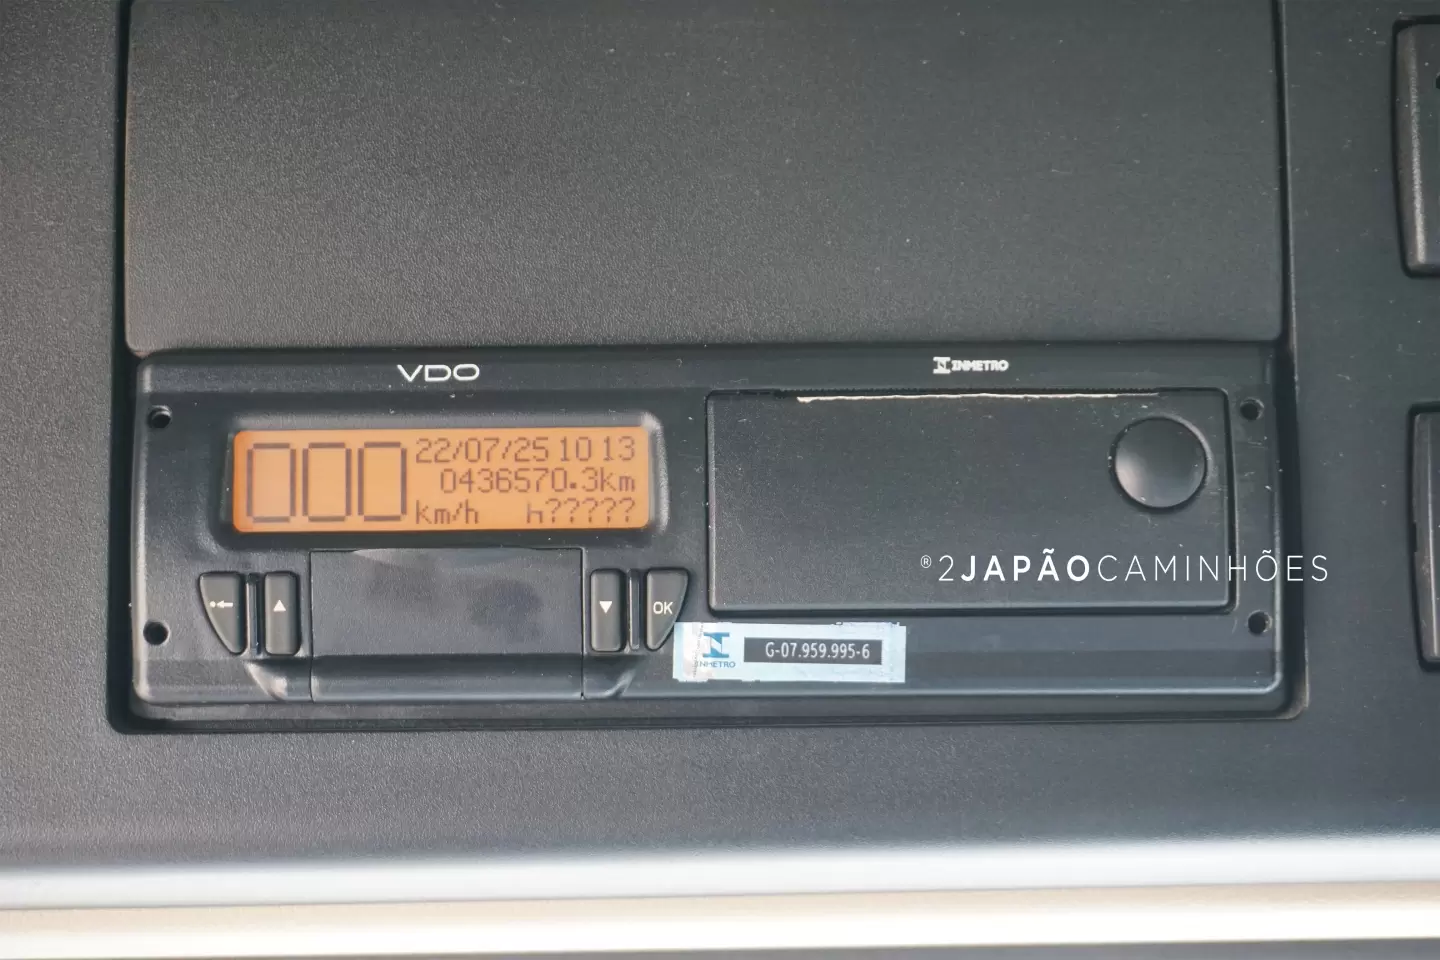 VDO
INMETRO
000
22/07/25 10 13
0436570.3km
km/h h?????
OK
INMETRO
G-07.959.995-6
®2JAPÃOCAMINHÕES